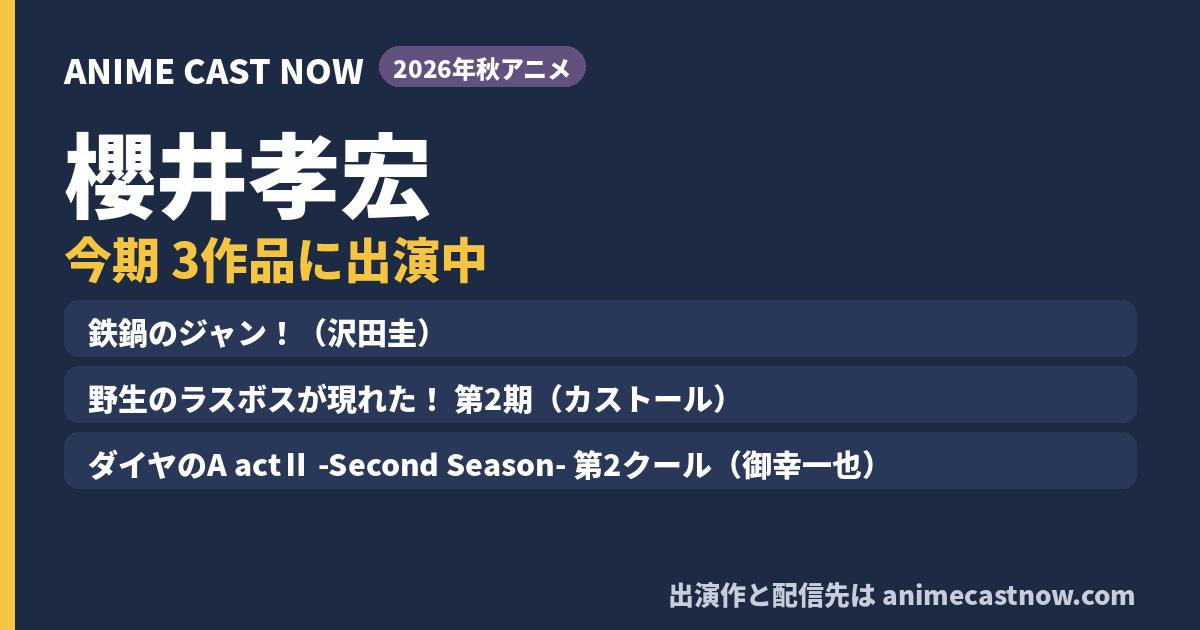 ANIME CAST NOW 2026年秋アニメ
櫻井孝宏
今期 3作品に出演中
鉄鍋のジャン！（沢田圭）
野生のラスボスが現れた！ 第2期（カストール）
ダイヤのA actⅡ -Second Season- 第2クール（御幸一也）
出演作と配信先は animecastnow.com